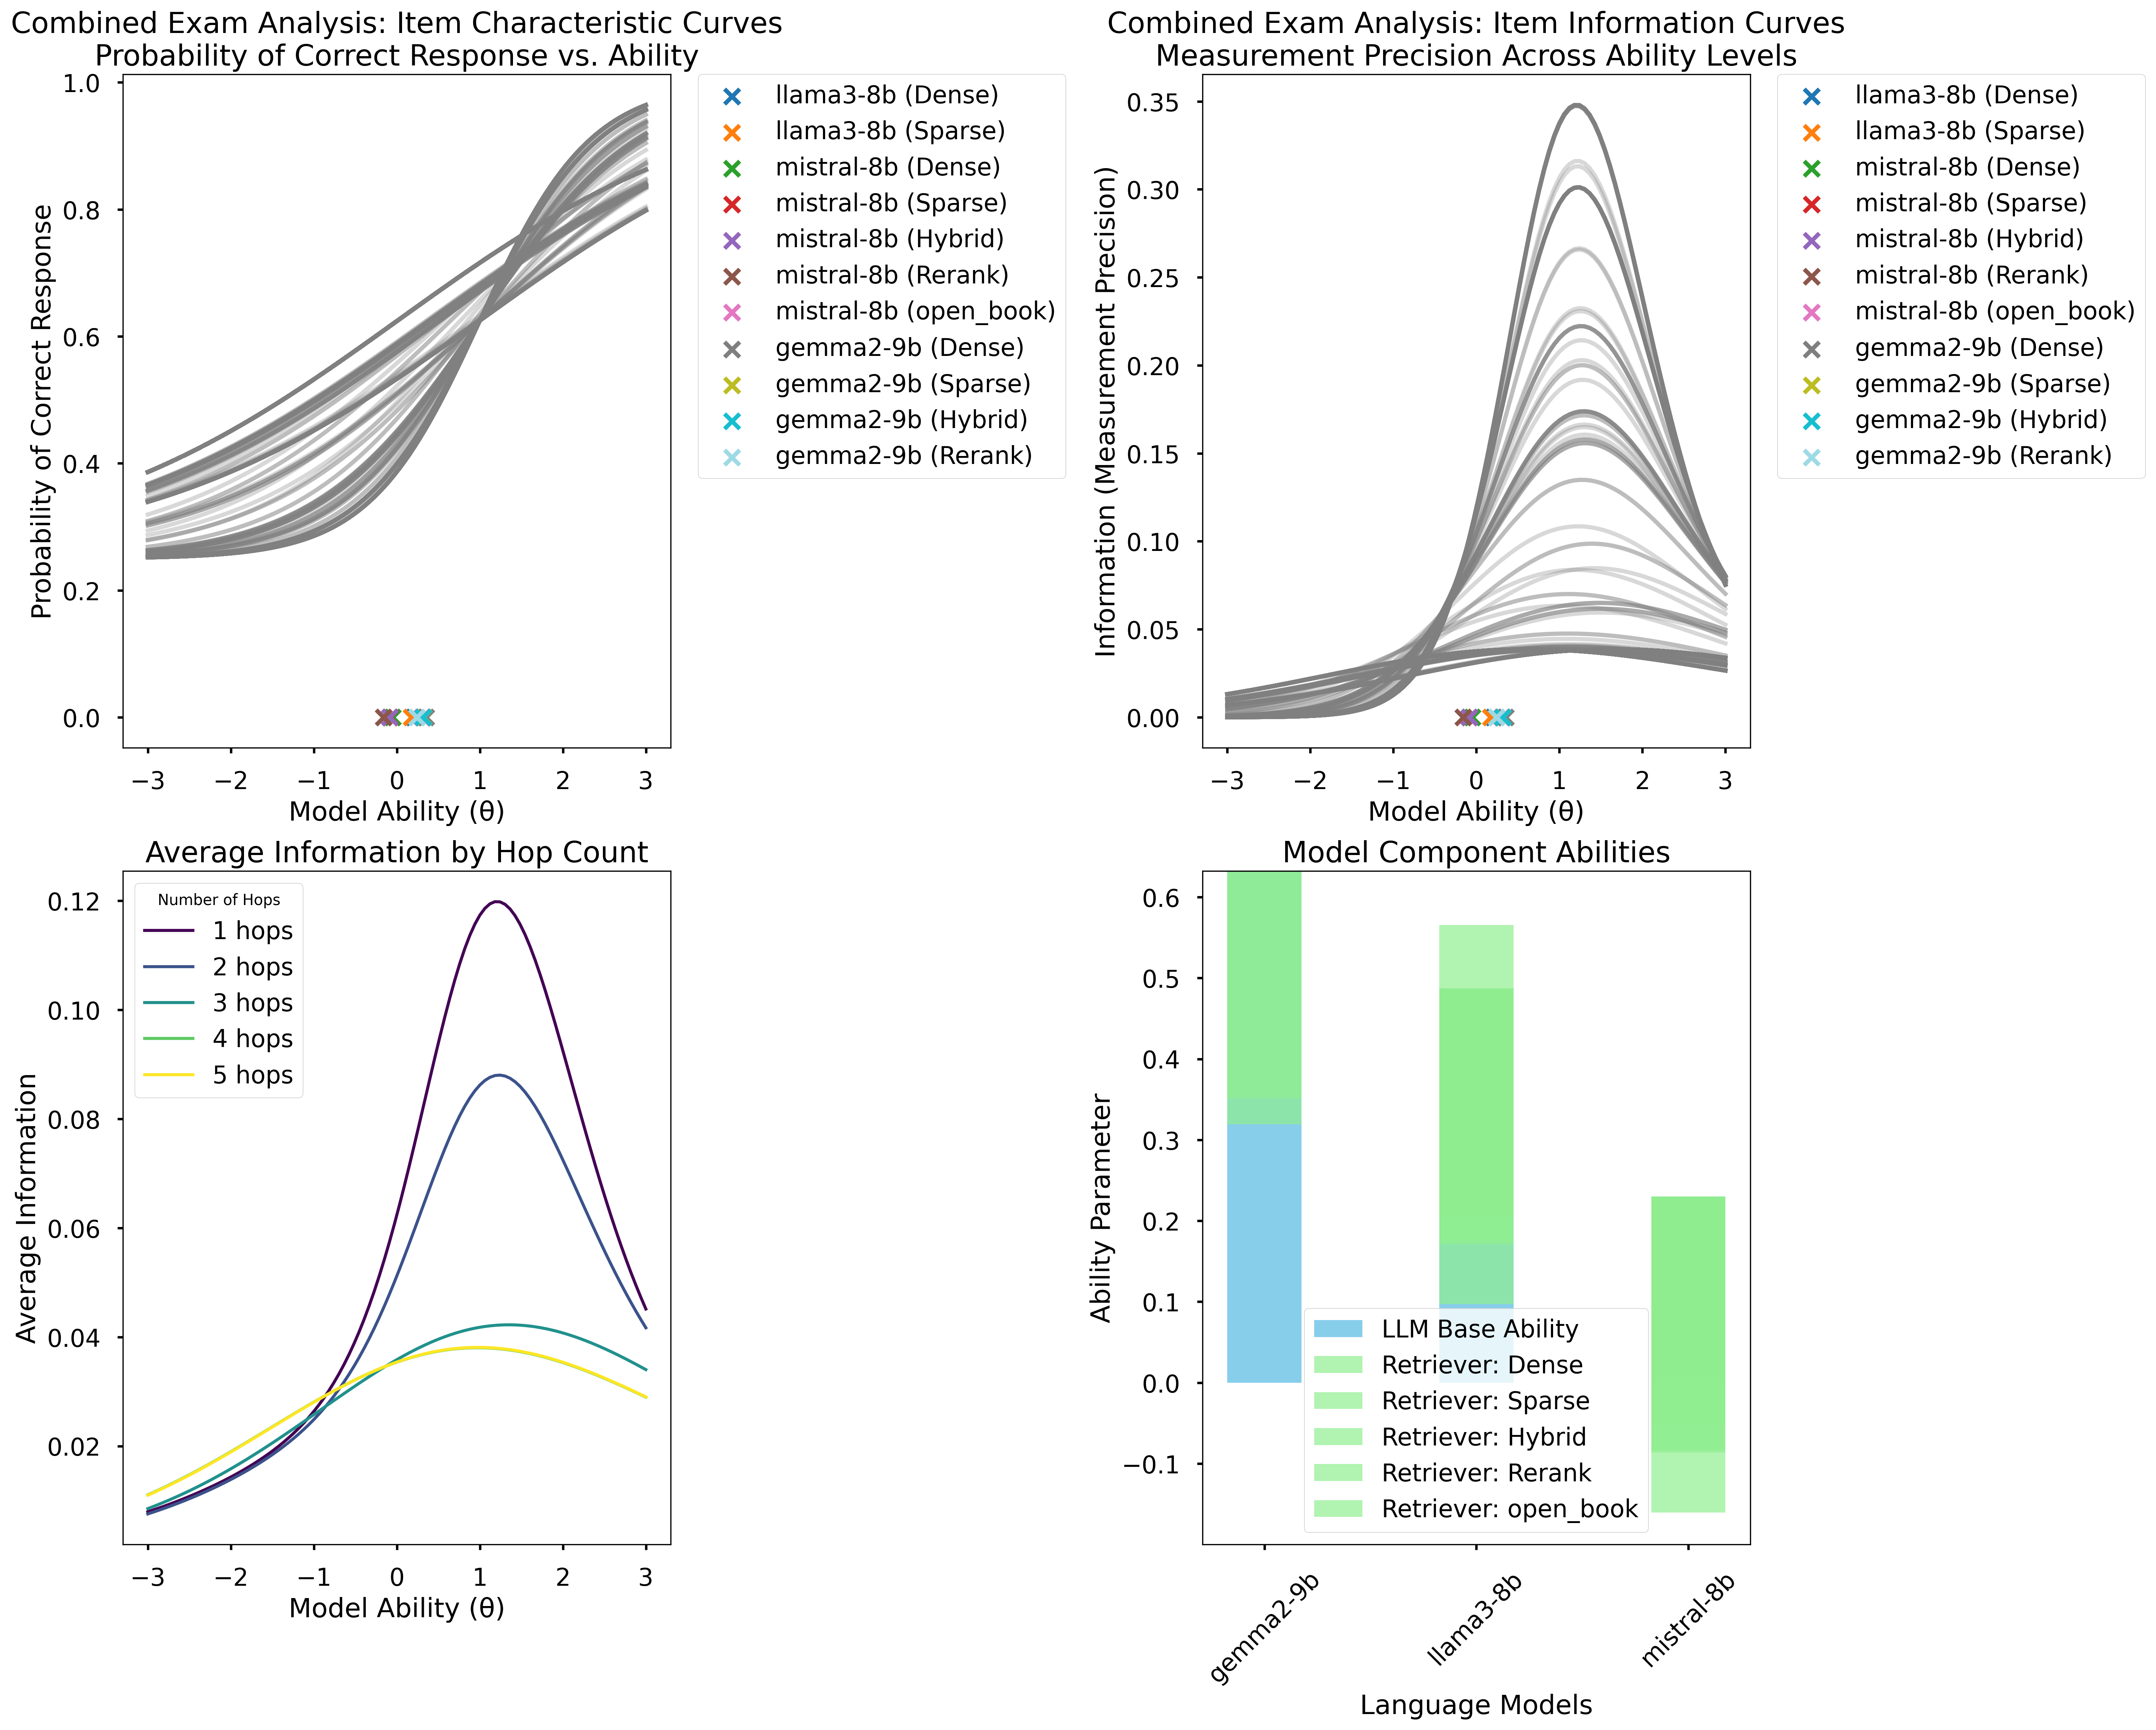 Combined Exam Analysis: Item Characteristic Curves
Probability of Correct Response vs. Ability
Probability of Correct Response
1.0
0.8
0.6
0.4
0.2
0.0
−3
−2
−1
0
1
2
3
Model Ability (θ)
llama3-8b (Dense)
llama3-8b (Sparse)
mistral-8b (Dense)
mistral-8b (Sparse)
mistral-8b (Hybrid)
mistral-8b (Rerank)
mistral-8b (open_book)
gemma2-9b (Dense)
gemma2-9b (Sparse)
gemma2-9b (Hybrid)
gemma2-9b (Rerank)
Combined Exam Analysis: Item Information Curves
Measurement Precision Across Ability Levels
Information (Measurement Precision)
0.35
0.30
0.25
0.20
0.15
0.10
0.05
0.00
−3
−2
−1
0
1
2
3
Model Ability (θ)
llama3-8b (Dense)
llama3-8b (Sparse)
mistral-8b (Dense)
mistral-8b (Sparse)
mistral-8b (Hybrid)
mistral-8b (Rerank)
mistral-8b (open_book)
gemma2-9b (Dense)
gemma2-9b (Sparse)
gemma2-9b (Hybrid)
gemma2-9b (Rerank)
Average Information by Hop Count
Average Information
0.12
0.10
0.08
0.06
0.04
0.02
Number of Hops
1 hops
2 hops
3 hops
4 hops
5 hops
−3
−2
−1
0
1
2
3
Model Ability (θ)
Model Component Abilities
Ability Parameter
0.6
0.5
0.4
0.3
0.2
0.1
0.0
−0.1
LLM Base Ability
Retriever: Dense
Retriever: Sparse
Retriever: Hybrid
Retriever: Rerank
Retriever: open_book
gemma2-9b
llama3-8b
mistral-8b
Language Models